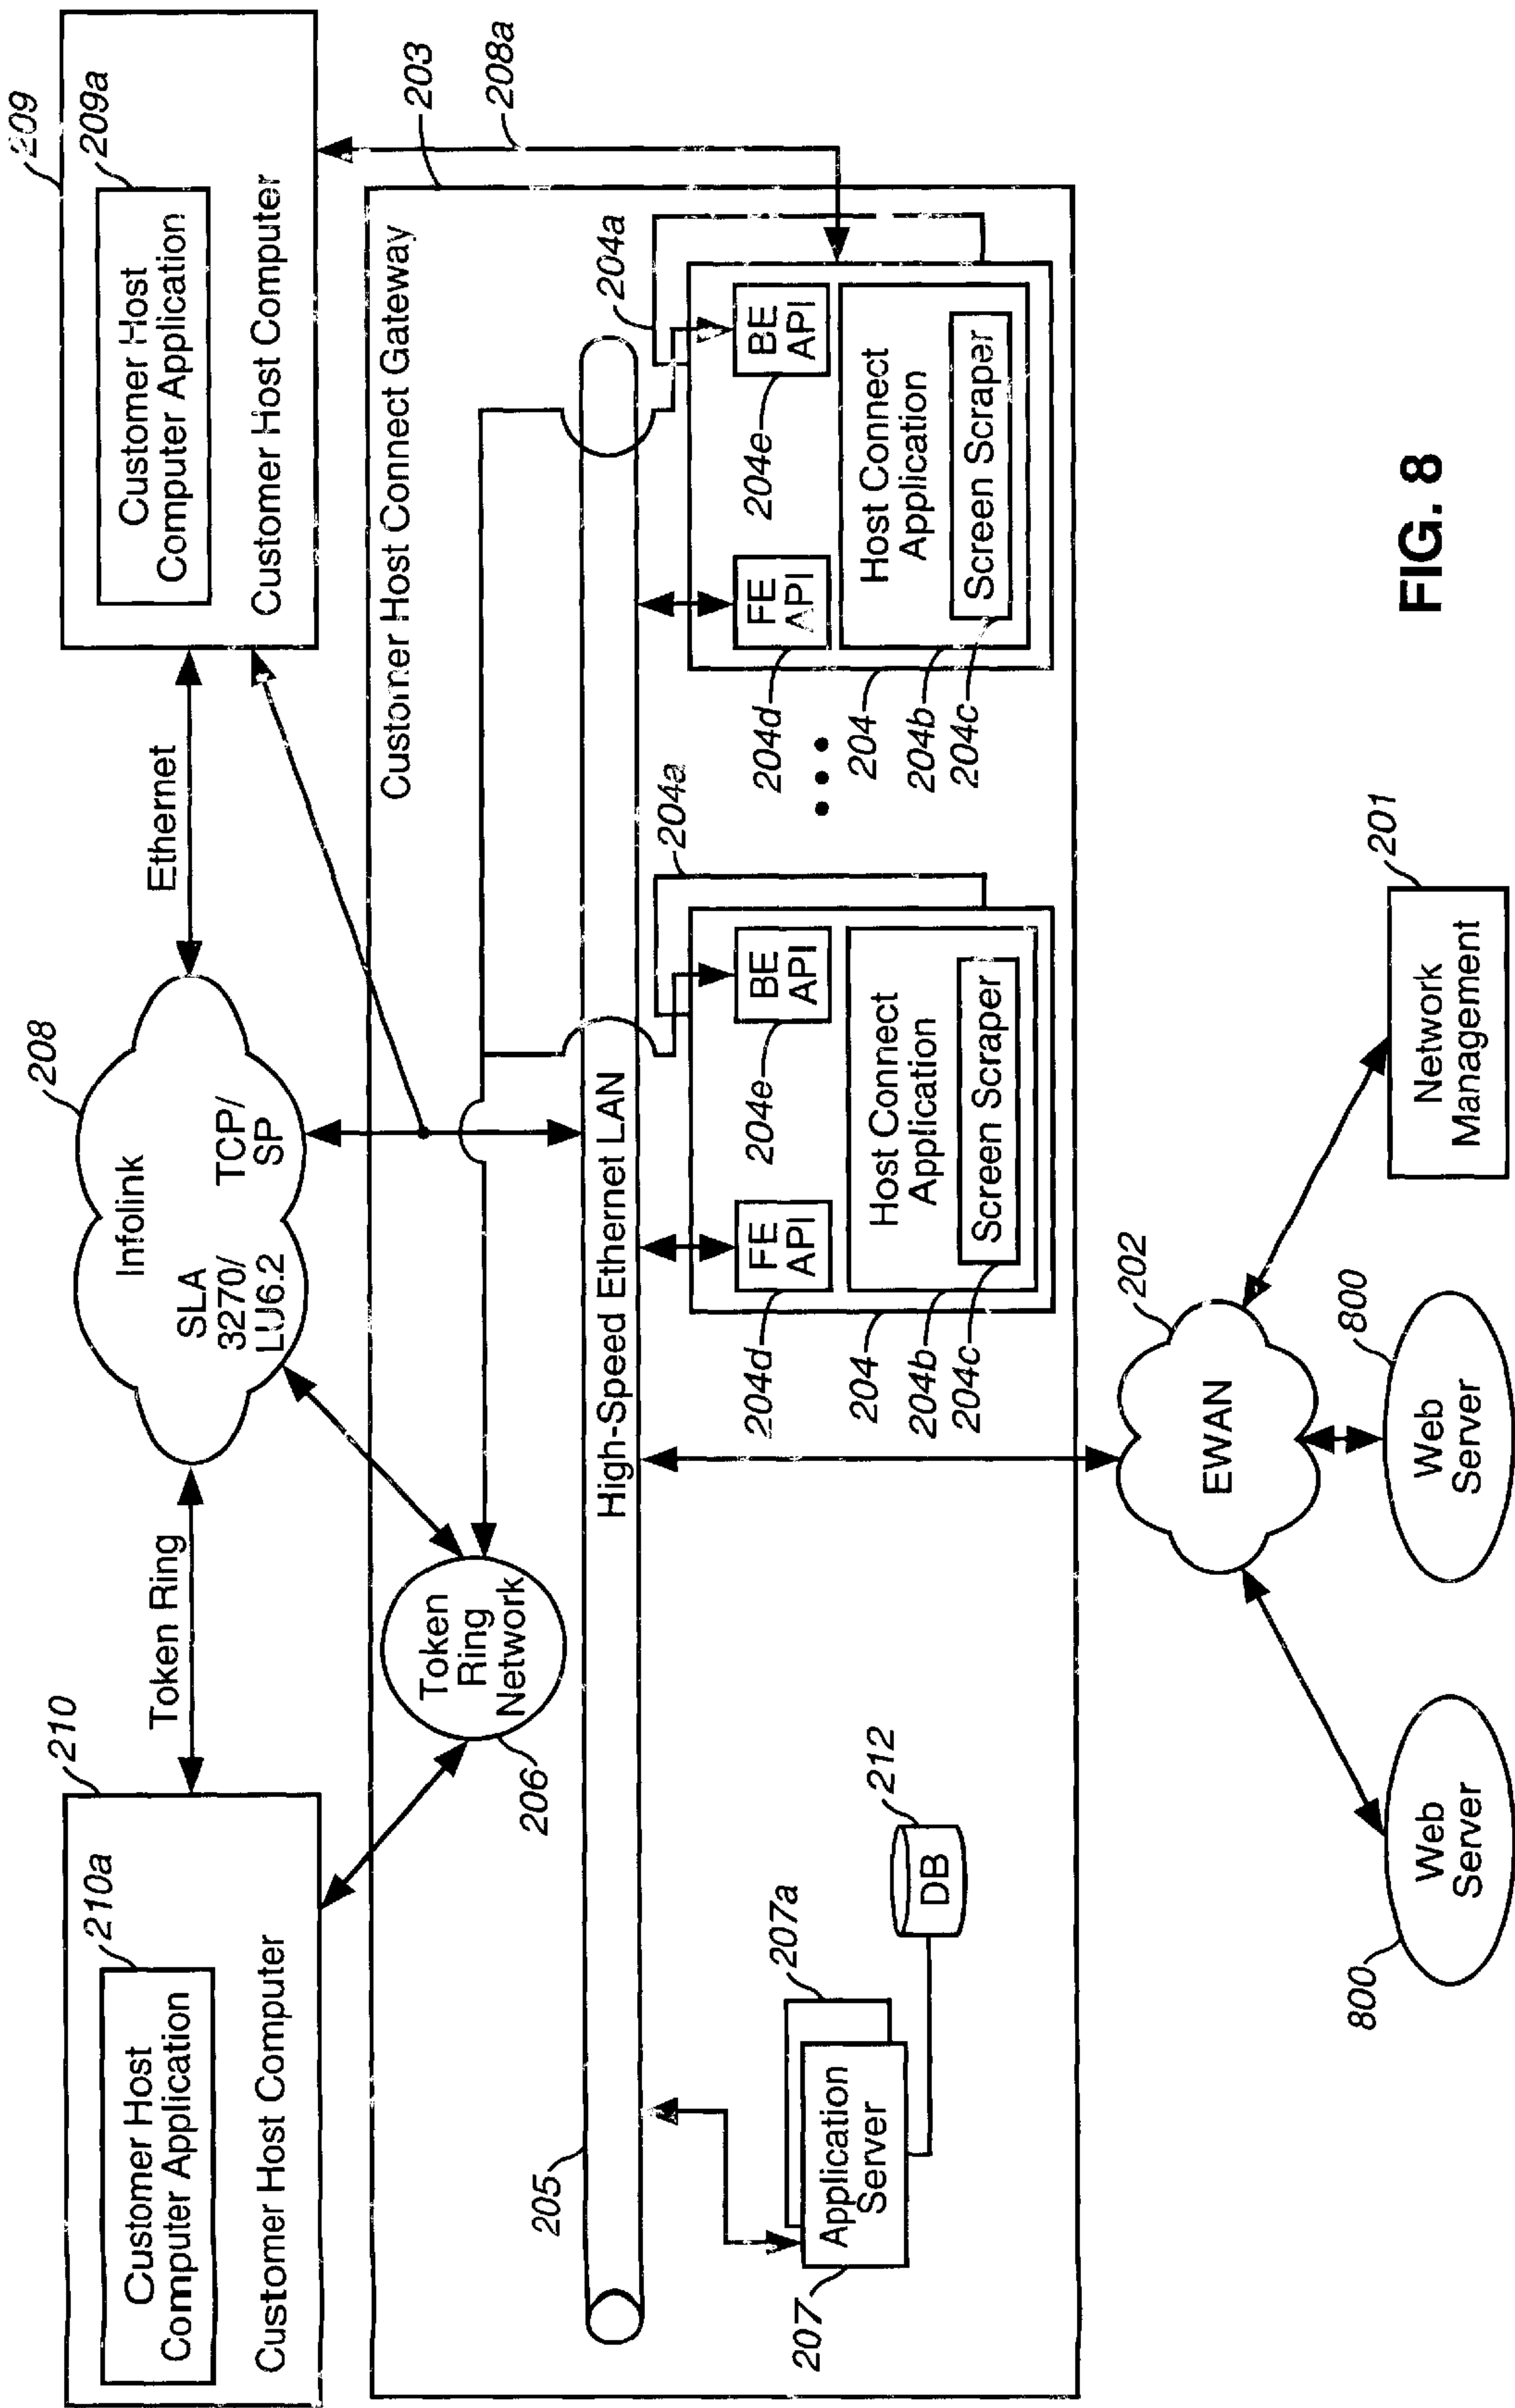 210
210a
Customer Host
Computer Application
Customer Host Computer
Token Ring
208
Infolink
SLA
3270/
LU6.2
TCP/
SP
Ethernet
209
209a
Customer Host
Computer Application
Customer Host Computer
Customer Host Connect Gateway
203
208a
Token
Ring
Network
206
205
High-Speed Ethernet LAN
204a
204a
207
Application
Server
207a
212
DB
204d
FE
API
204e
BE
API
Host Connect
Application
Screen Scraper
204
204b
204c
204d
FE
API
204e
BE
API
Host Connect
Application
Screen Scraper
204
204b
204c
EWAN
202
800
Web
Server
800
Web
Server
201
Network
Management
FIG. 8